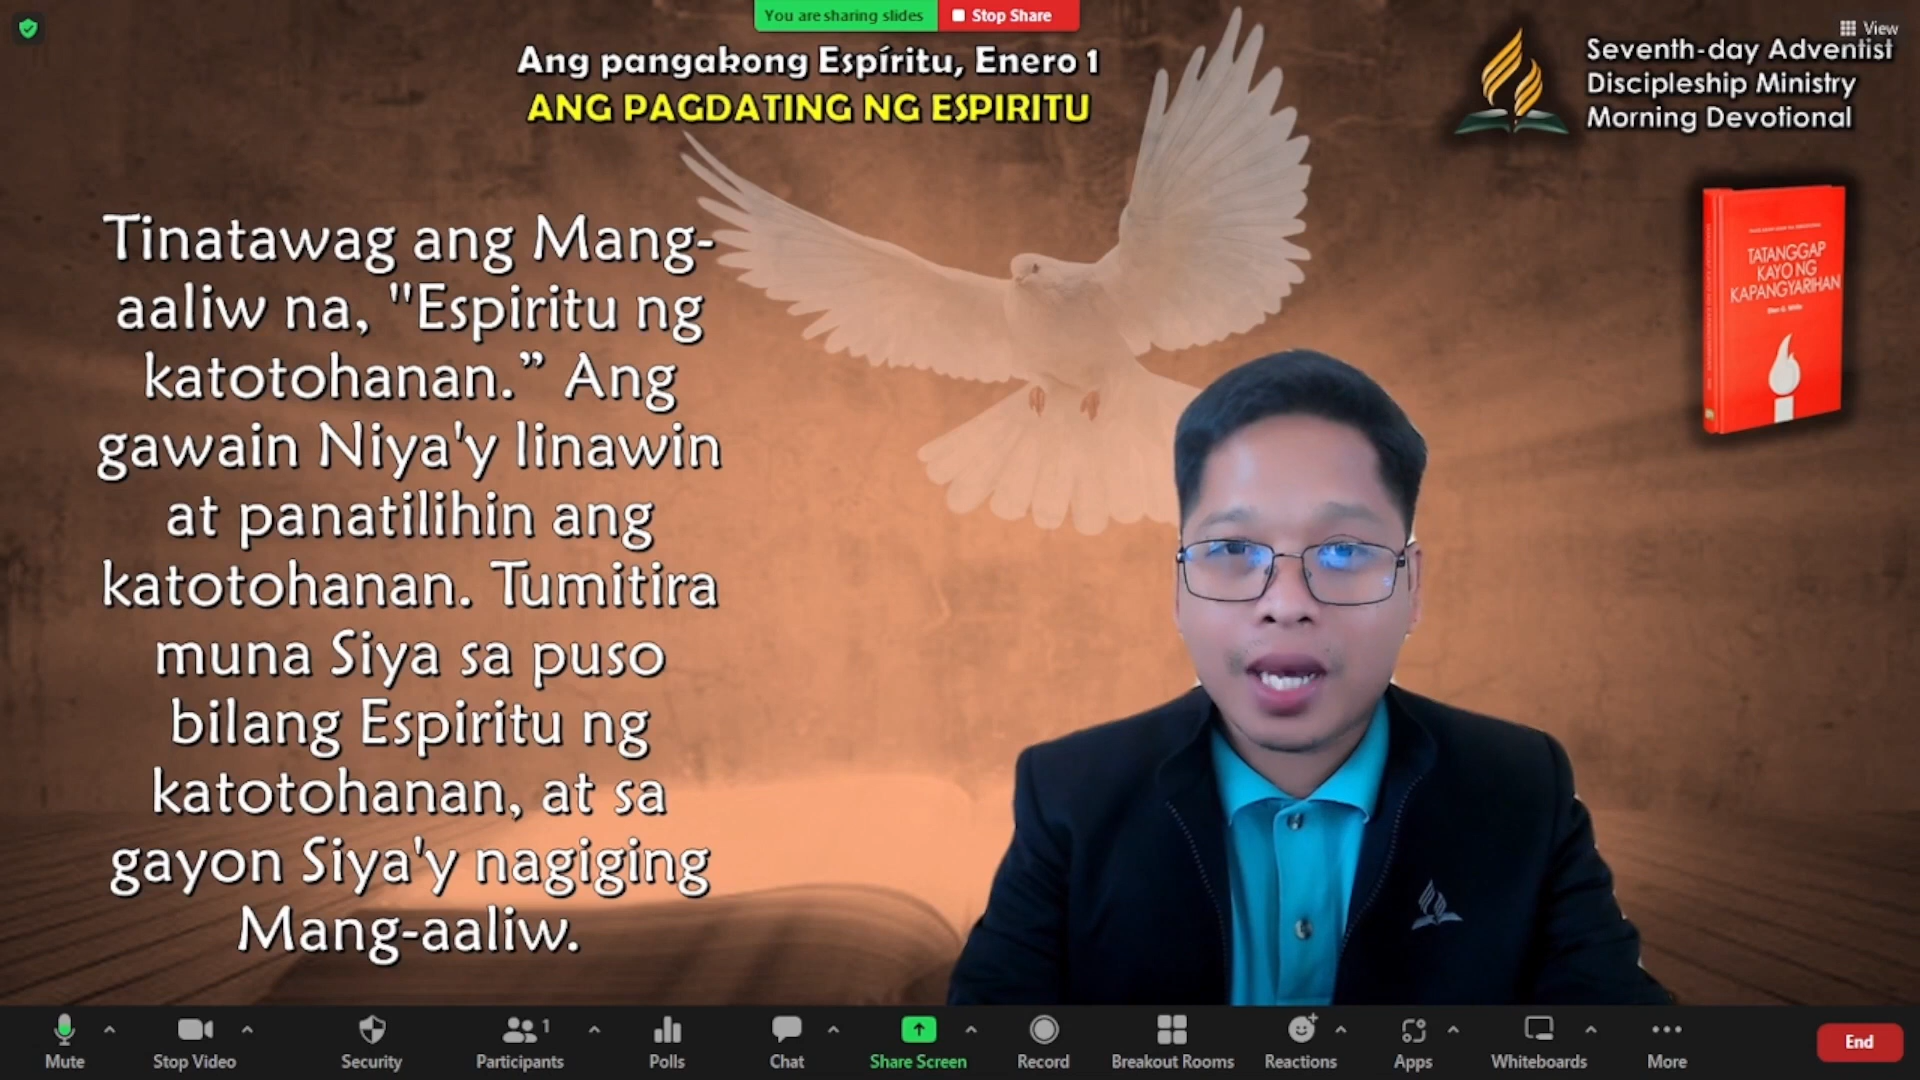 You are sharing slides
Stop Share
View
Ang pangakong Espíritu, Enero 1
ANG PAGDATING NG ESPIRITU
Seventh-day Adventist
Discipleship Ministry
Morning Devotional
Tinatawag ang Mang-
aaliw na, "Espiritu ng
katotohanan.” Ang
gawain Niya'y linawin
at panatilihin ang
katotohanan. Tumitira
muna Siya sa puso
bilang Espiritu ng
katotohanan, at sa
gayon Siya'y nagiging
Mang-aaliw.
TATANGGAP
KAYO NG
KAPANGYARIHAN
Ellen G. White
1
Mute
Stop Video
Security
Participants
Polls
Chat
Share Screen
Record
Breakout Rooms
Reactions
Apps
Whiteboards
More
End